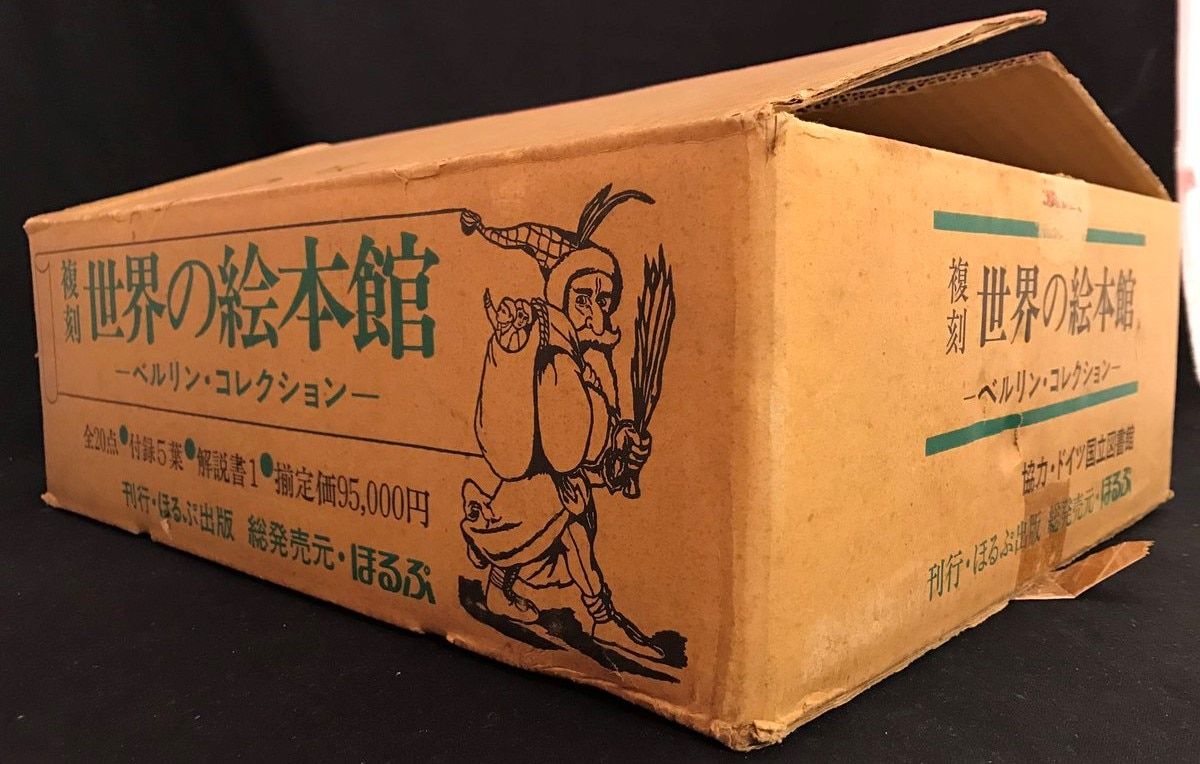 複刻 世界の絵本館
―ベルリン・コレクション―
全20点●付録5葉●解説書1●揃定価95,000円
刊行・ほるぷ出版 総発売元・ほるぷ
複刻 世界の絵本館
―ベルリン・コレクション―
協力・ドイツ国立図書館
刊行・ほるぷ出版 総発売元・ほるぷ